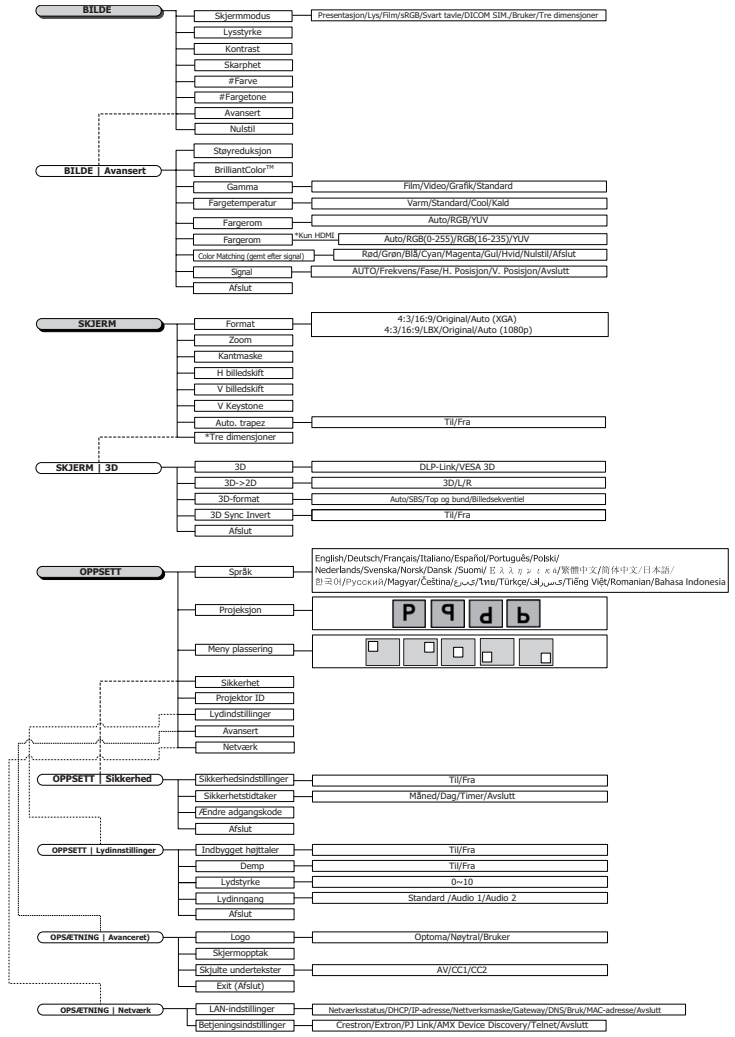 BILDE
Skjermmodus
Presentasjon/Lys/Film/sRGB/Svart tavle/DICOM SIM./Bruker/Tre dimensjoner
Lysstyrke
Kontrast
Skarphet
#Farve
#Fargetone
Avansert
Nulstil
BILDE | Avansert
Støyreduksjon
BrilliantColor™
Gamma
Film/Video/Grafik/Standard
Fargetemperatur
Varm/Standard/Cool/Kald
Fargerom
Auto/RGB/YUV
Fargerom
*Kun HDMI
Auto/RGB(0-255)/RGB(16-235)/YUV
Color Matching (gemt efter signal)
Rød/Grøn/Blå/Cyan/Magenta/Gul/Hvid/Nulstil/Afslut
Signal
AUTO/Frekvens/Fase/H. Posisjon/V. Posisjon/Avslutt
Afslut
SKJERM
Format
4:3/16:9/Original/Auto (XGA)
4:3/16:9/LBX/Original/Auto (1080p)
Zoom
Kantmaske
H billedskift
V billedskift
V Keystone
Auto. trapez
Til/Fra
*Tre dimensjoner
SKJERM | 3D
3D
DLP-Link/VESA 3D
3D->2D
3D/L/R
3D-format
Auto/SBS/Top og bund/Billedsekventiel
3D Sync Invert
Til/Fra
Afslut
OPPSETT
Språk
English/Deutsch/Français/Italiano/Español/Português/Polski/
Nederlands/Svenska/Norsk/Dansk /Suomi/ Ελληνικά/繁體中文/简体中文/日本語/
한국어/Русский/Magyar/Čeština/عربي/ไทย/Türkçe/فارسی/Tiếng Việt/Romanian/Bahasa Indonesia
Projeksjon
P P P P
Meny plassering
Sikkerhet
Projektor ID
Lydindstillinger
Avansert
Netværk
OPPSETT | Sikkerhed
Sikkerhedsindstillinger
Til/Fra
Sikkerhetstidtaker
Måned/Dag/Timer/Avslutt
Ændre adgangskode
Afslut
OPPSETT | Lydinnstillinger
Indbygget højttaler
Til/Fra
Demp
Til/Fra
Lydstyrke
0~10
Lydinngang
Standard /Audio 1/Audio 2
Afslut
OPSÆTNING | Avanceret)
Logo
Optoma/Nøytral/Bruker
Skjermopptak
Skjulte undertekster
AV/CC1/CC2
Exit (Afslut)
OPSÆTNING | Netværk
LAN-indstillinger
Netværksstatus/DHCP/IP-adresse/Nettverksmaske/Gateway/DNS/Bruk/MAC-adresse/Avslutt
Betjeningsindstillinger
Crestron/Extron/PJ Link/AMX Device Discovery/Telnet/Avslutt